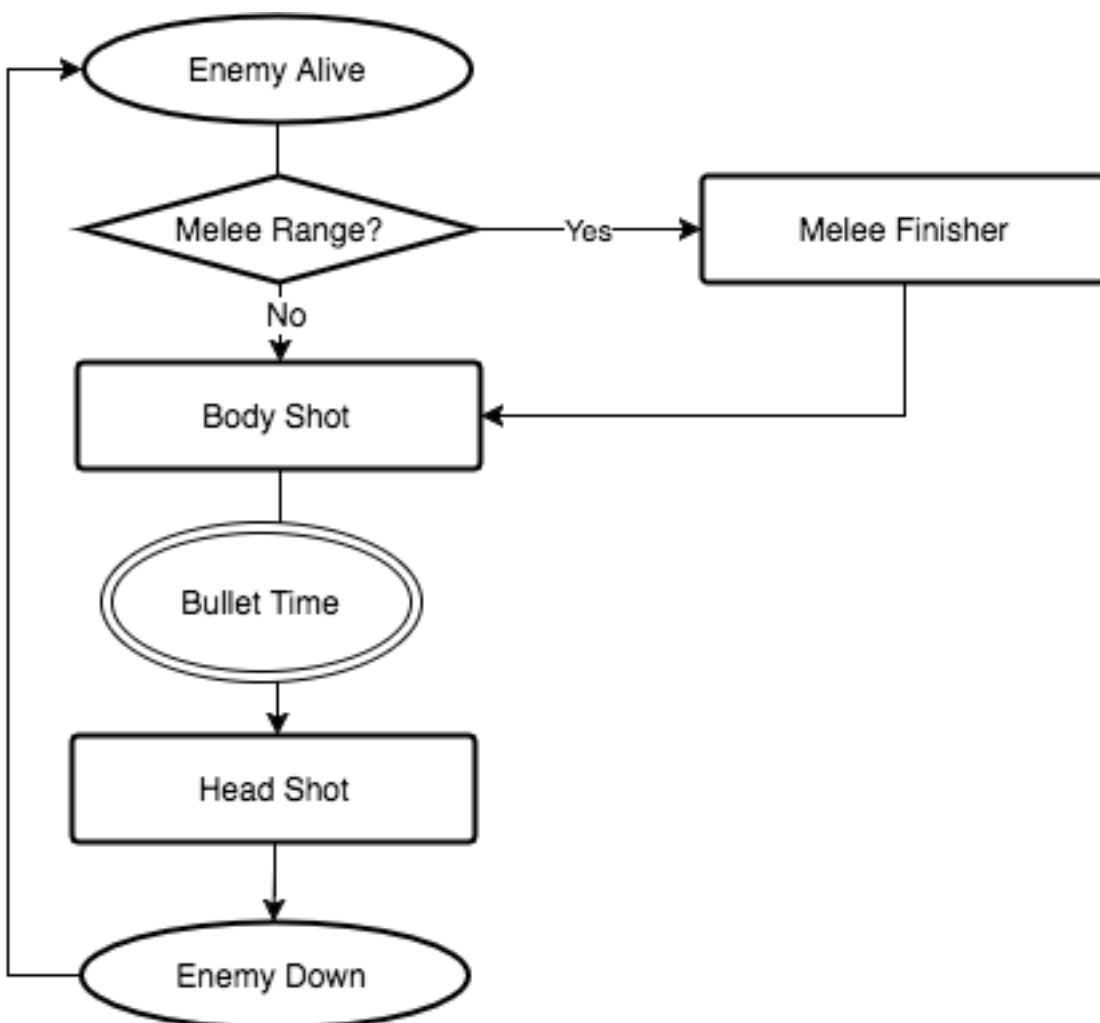 Enemy Alive
Melee Range?
Yes
Melee Finisher
No
Body Shot
Bullet Time
Head Shot
Enemy Down